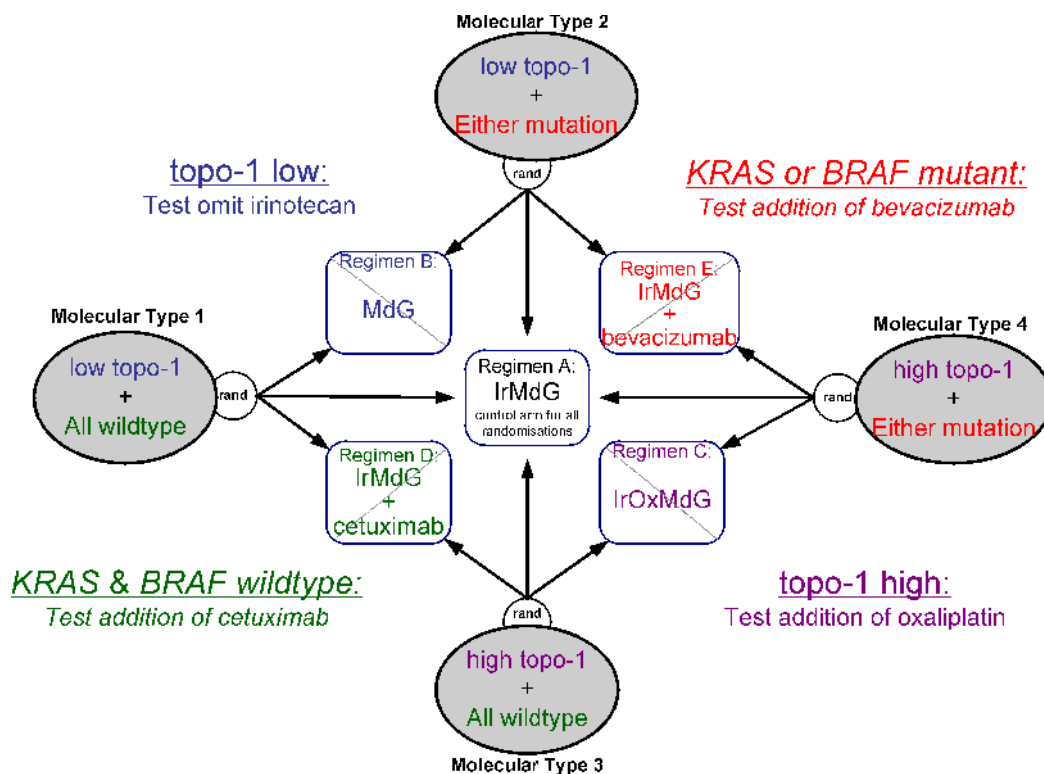 Molecular Type 2
low topo-1
+
Either mutation
rand
topo-1 low:
Test omit irinotecan
KRAS or BRAF mutant:
Test addition of bevacizumab
Regimen B:
MdG
Regimen E:
IrMdG
+
bevacizumab
Molecular Type 1
low topo-1
+
All wildtype
rand
Regimen A:
IrMdG
control arm for all
randomisations
Molecular Type 4
high topo-1
+
Either mutation
rand
Regimen D:
IrMdG
+
cetuximab
Regimen C:
IrOxMdG
KRAS & BRAF wildtype:
Test addition of cetuximab
topo-1 high:
Test addition of oxaliplatin
rand
high topo-1
+
All wildtype
Molecular Type 3